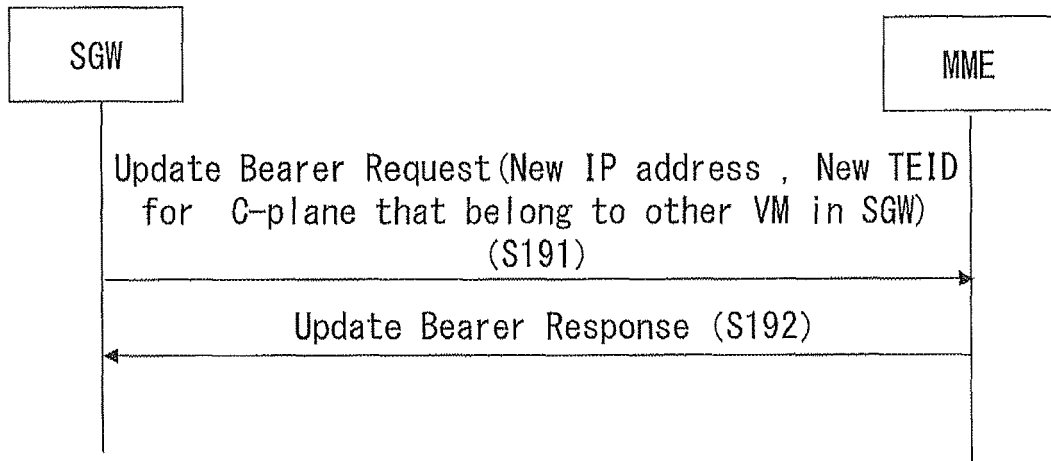 SGW
MME
Update Bearer Request(New IP address , New TEID
for C-plane that belong to other VM in SGW)
(S191)
Update Bearer Response (S192)